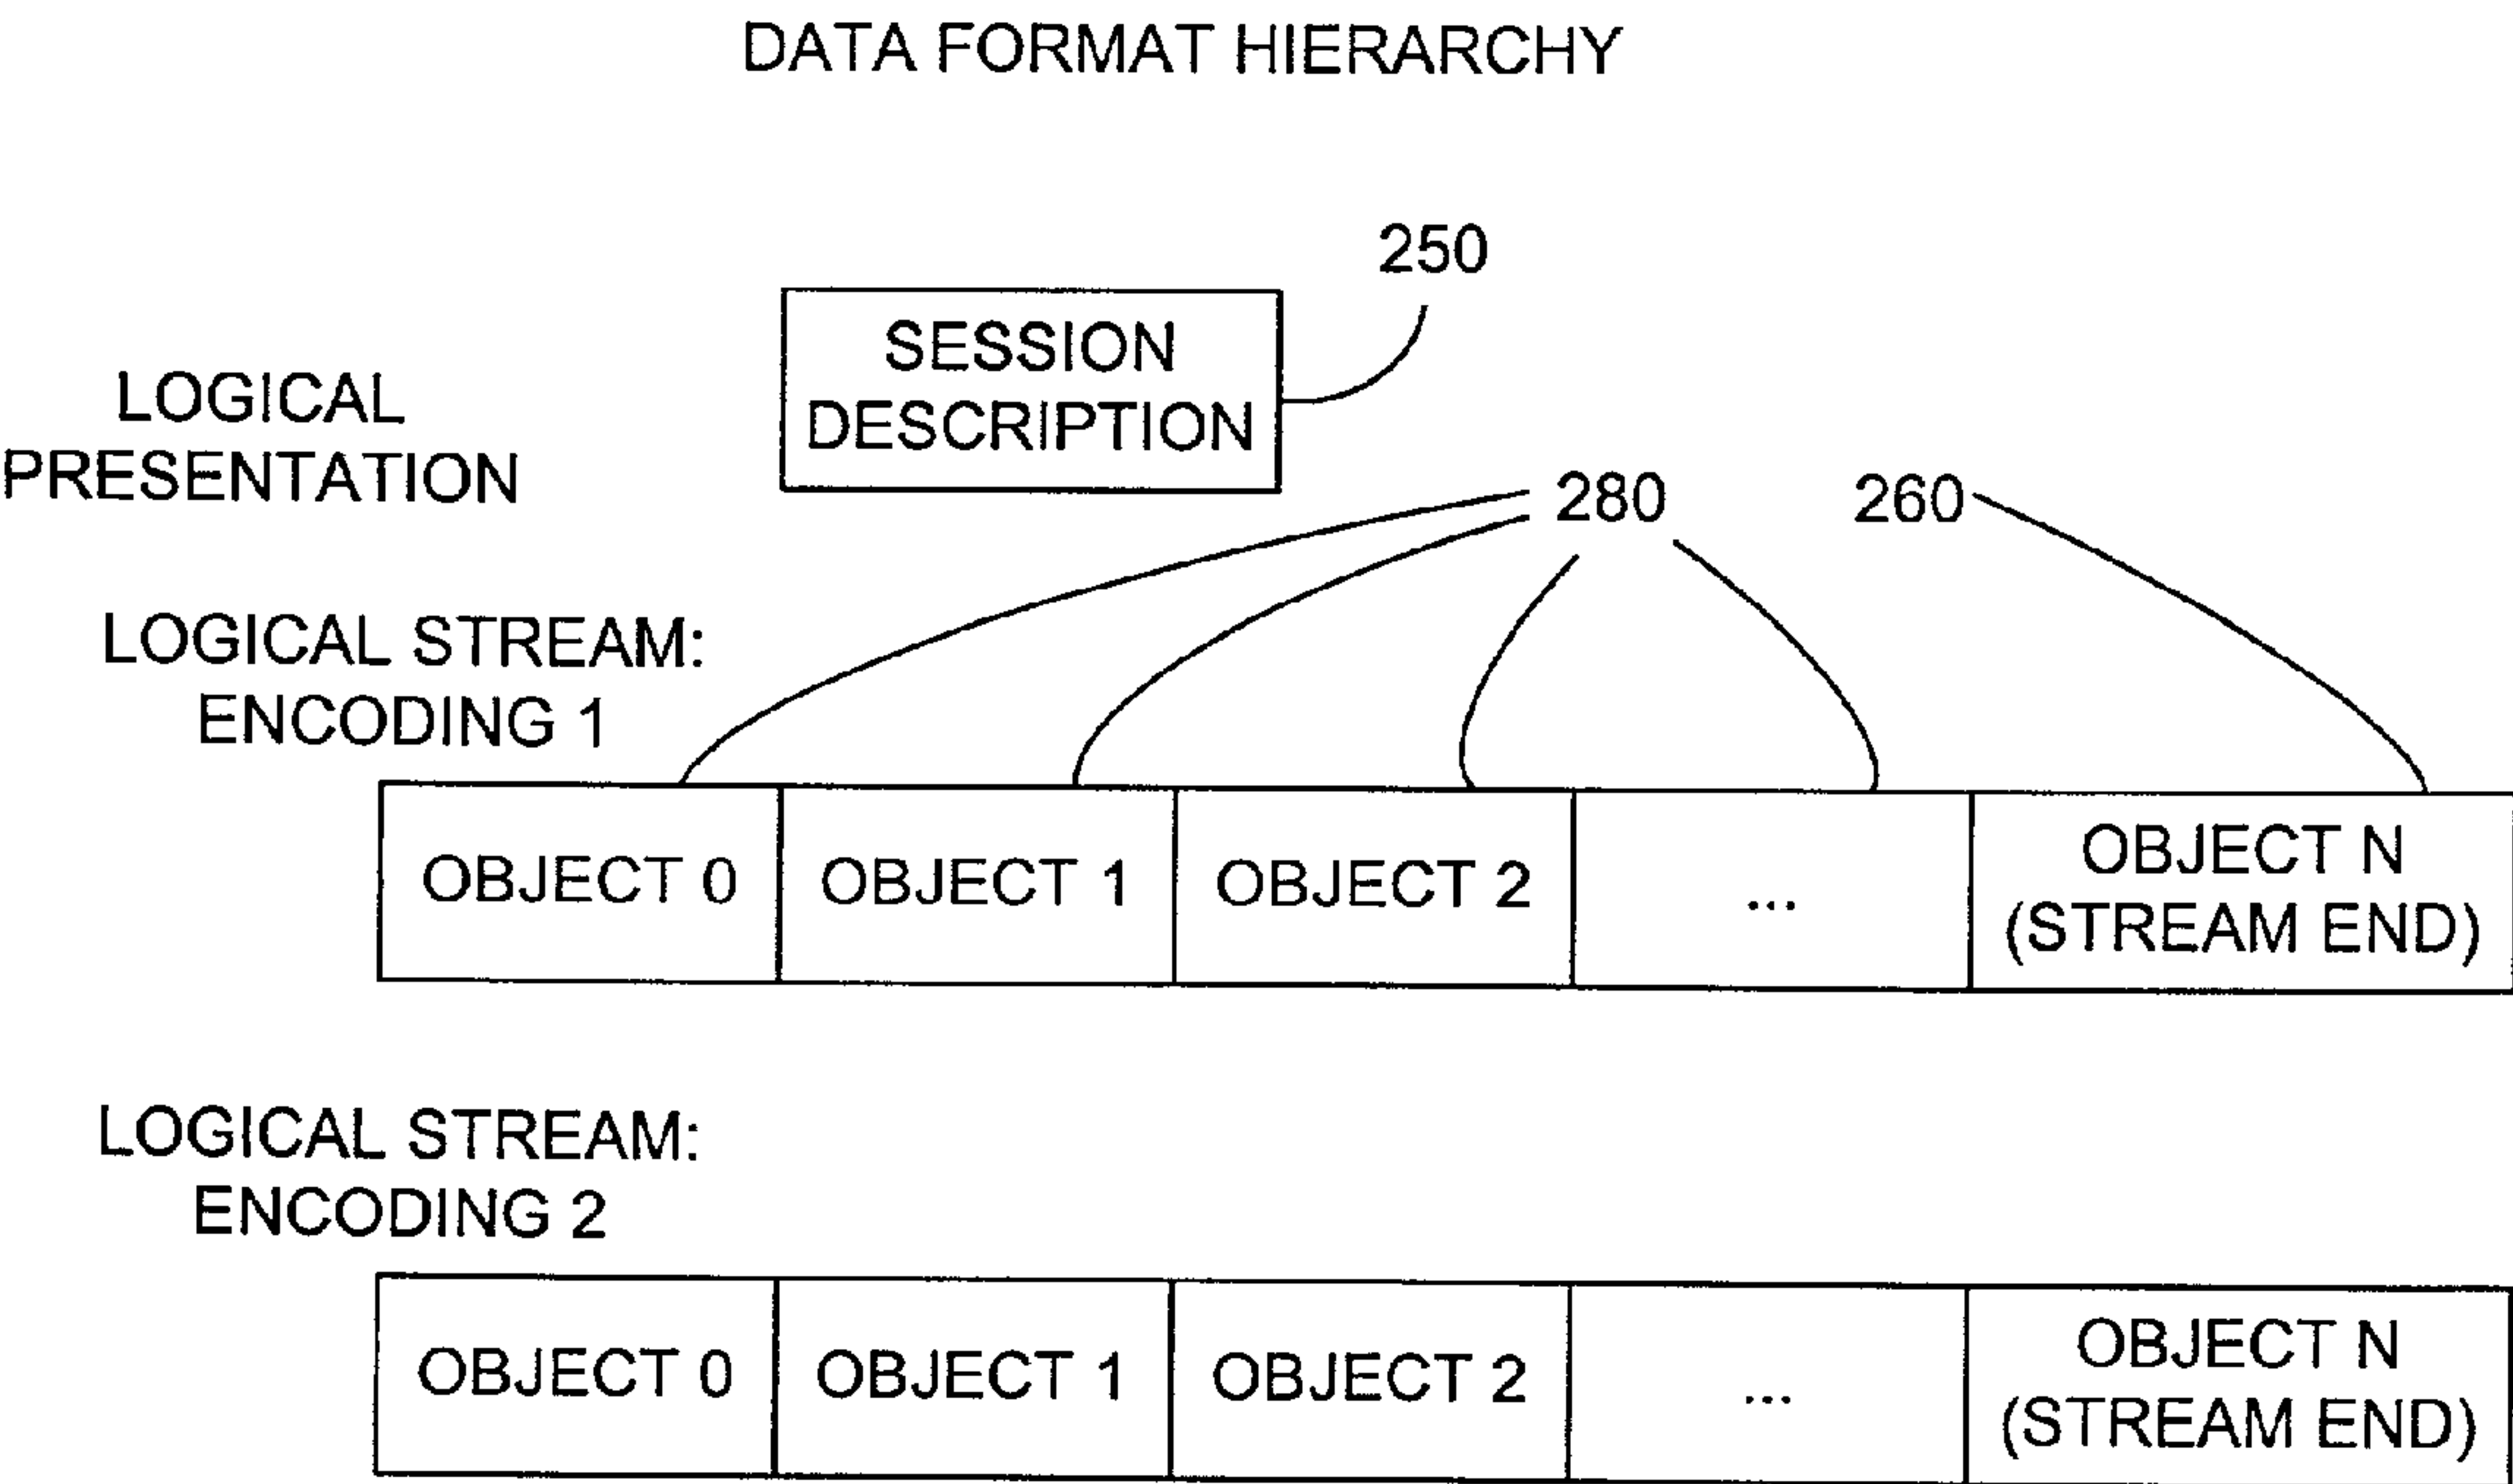 DATA FORMAT HIERARCHY
250
SESSION
DESCRIPTION
LOGICAL
PRESENTATION
280
260
LOGICAL STREAM:
ENCODING 1
OBJECT 0
OBJECT 1
OBJECT 2
...
OBJECT N
(STREAM END)
LOGICAL STREAM:
ENCODING 2
OBJECT 0
OBJECT 1
OBJECT 2
...
OBJECT N
(STREAM END)